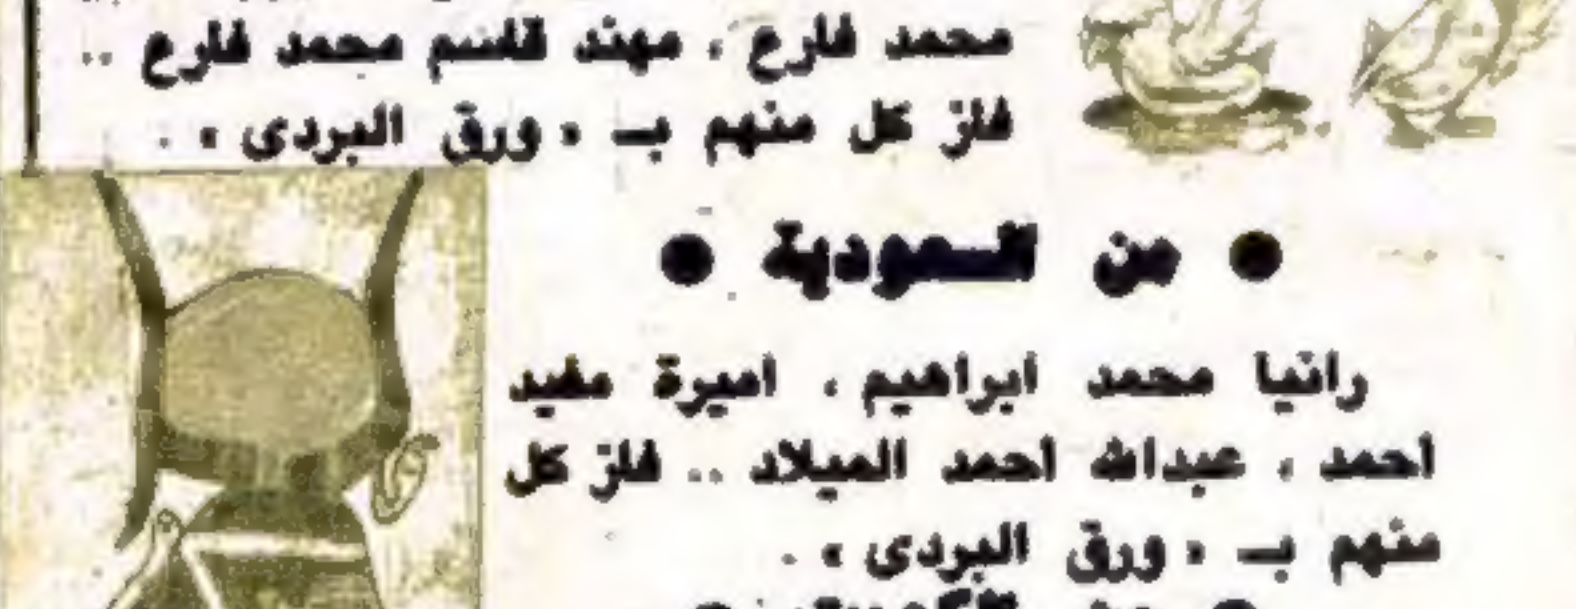 محمد فارع ، مهند قاسم محمد فارع ..
فاز كل منهم بـ « ورق البردى » .
● من السعودية ●
رانيا محمد ابراهيم ، اميرة مفيد
احمد ، عبدالله احمد الميلاد .. فاز كل
منهم بـ « ورق البردى » .